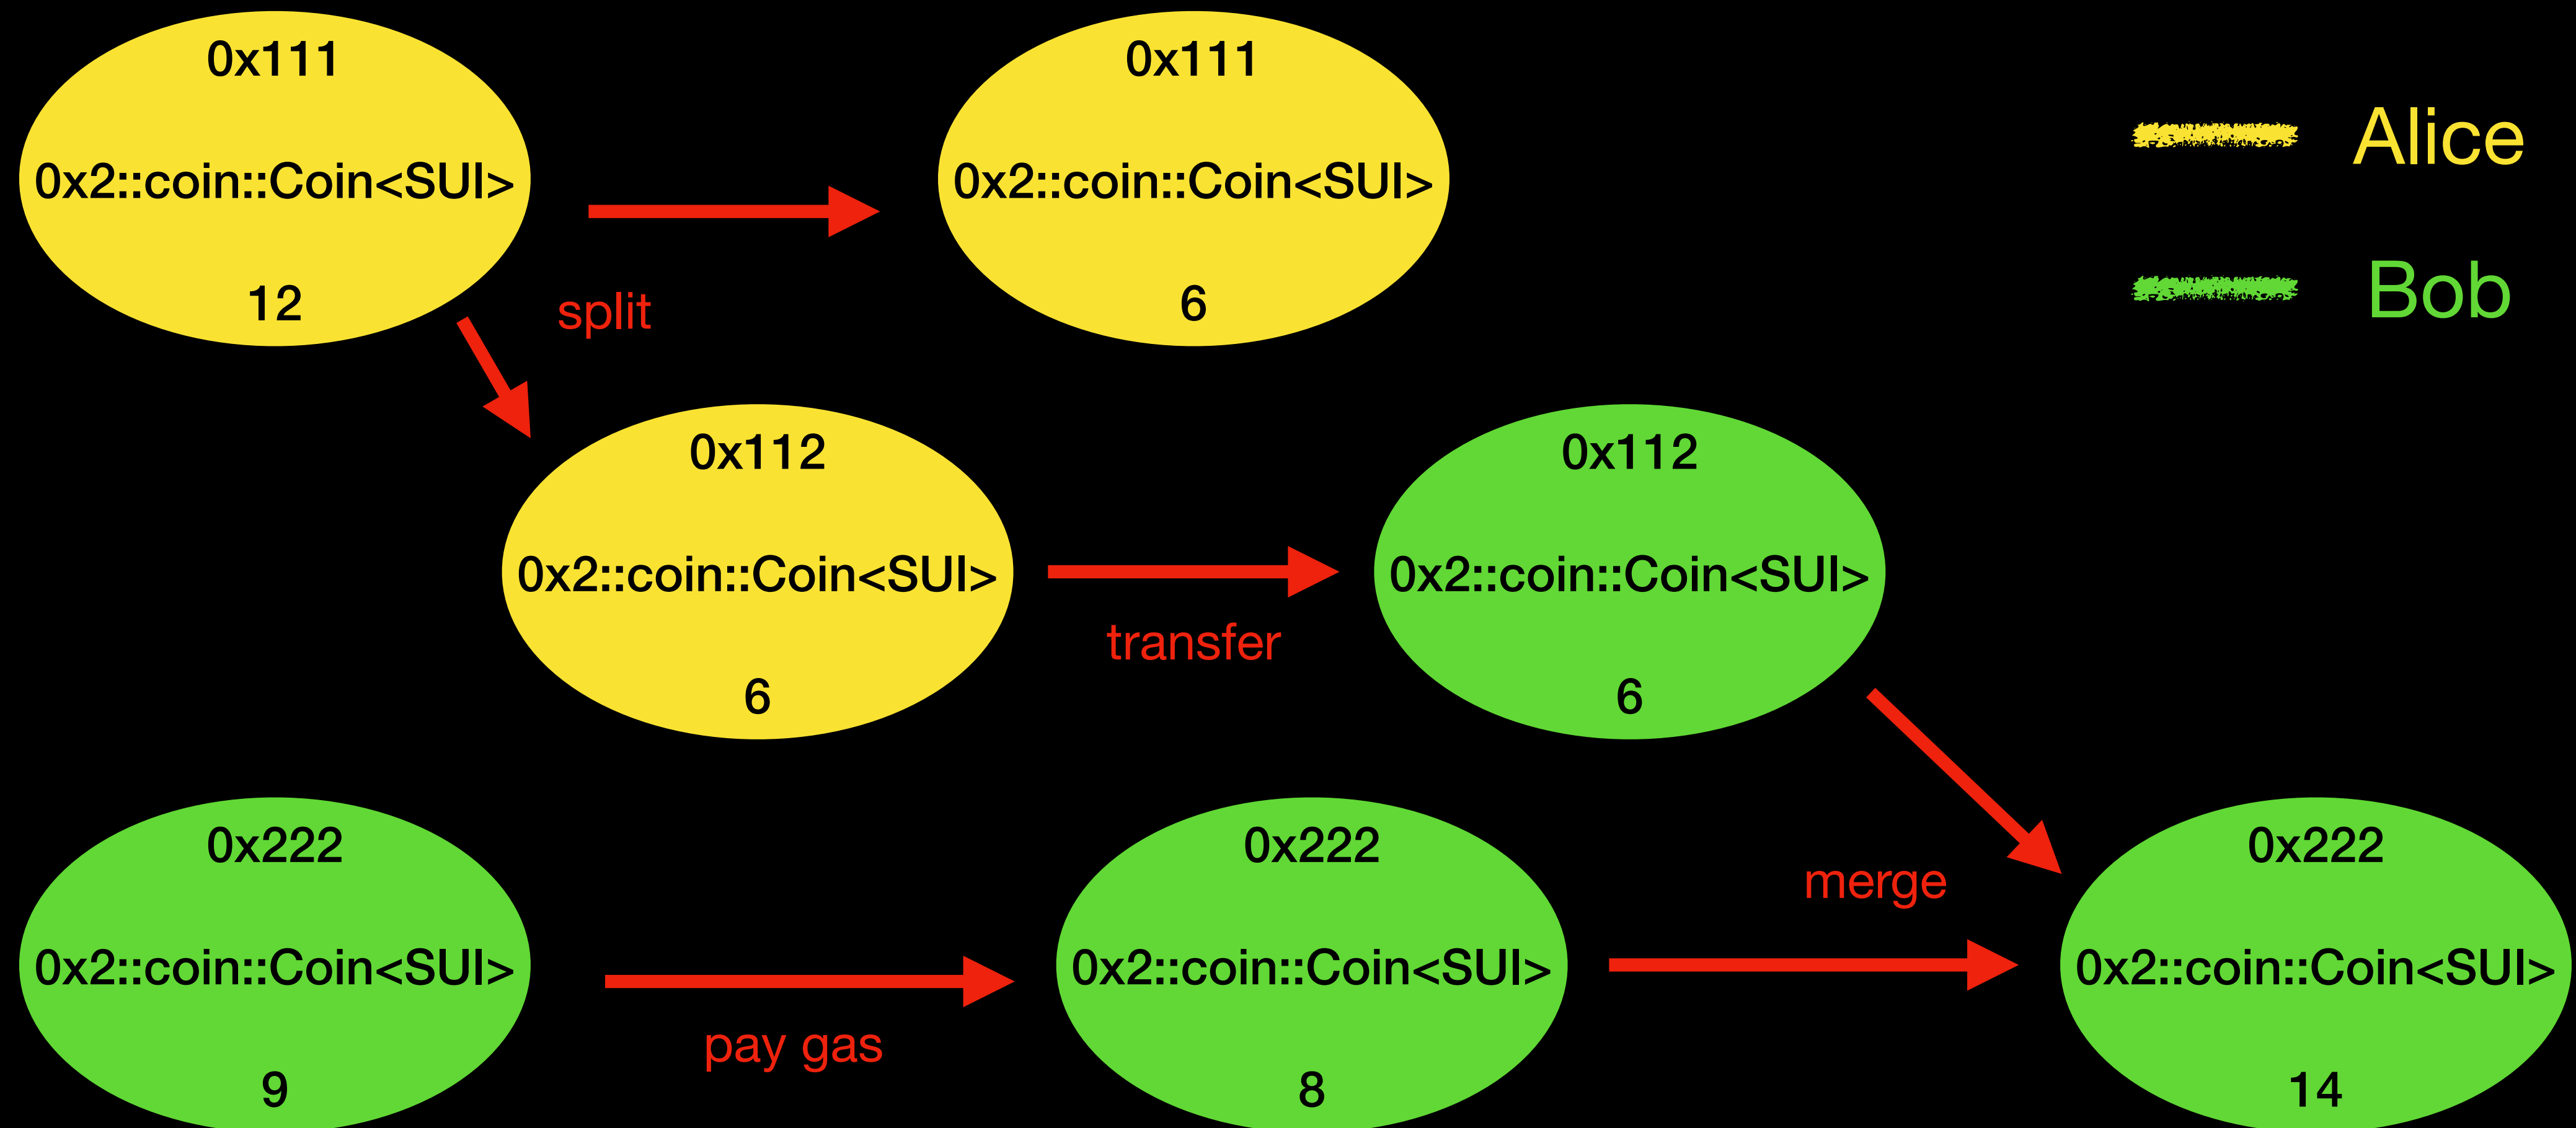 0x111
0x2::coin::Coin<SUI>
12
split
0x111
0x2::coin::Coin<SUI>
6
Alice
Bob
0x112
0x2::coin::Coin<SUI>
6
transfer
0x112
0x2::coin::Coin<SUI>
6
0x222
0x2::coin::Coin<SUI>
9
pay gas
0x222
0x2::coin::Coin<SUI>
8
merge
0x222
0x2::coin::Coin<SUI>
14